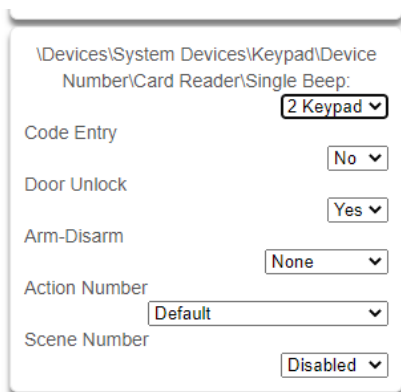 \Devices\System Devices\Keypad\Device
Number\Card Reader\Single Beep:
2 Keypad
Code Entry
No
Door Unlock
Yes
Arm-Disarm
None
Action Number
Default
Scene Number
Disabled